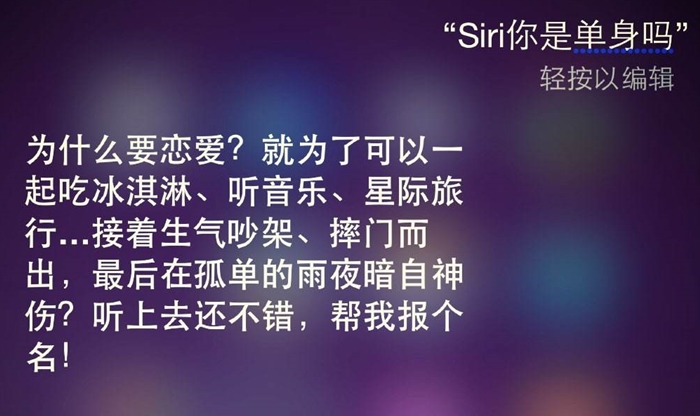 “Siri你是单身吗”
轻按以编辑
为什么要恋爱？就为了可以一
起吃冰淇淋、听音乐、星际旅
行...接着生气吵架、摔门而
出，最后在孤单的雨夜暗自神
伤？听上去还不错，帮我报个
名！